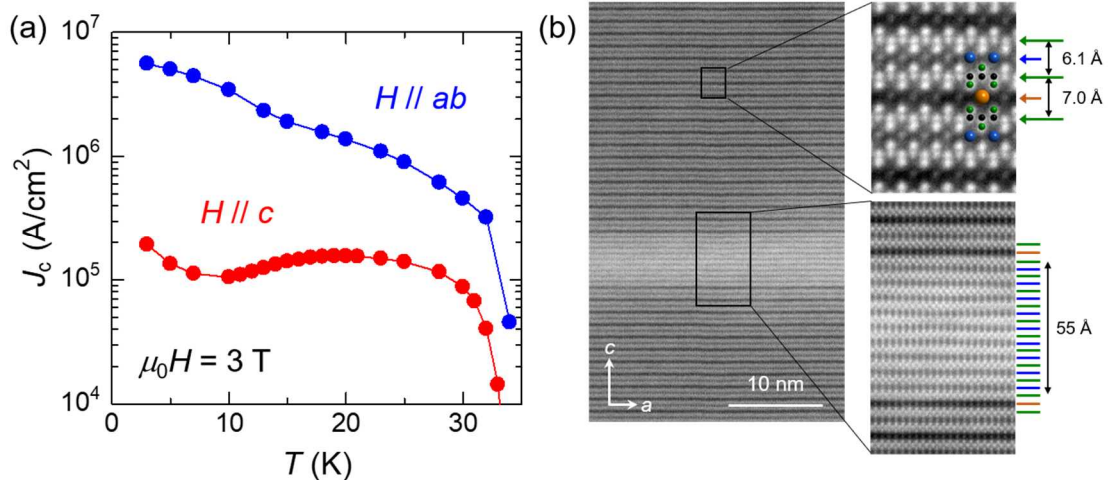 (a)
10^7
10^6
10^5
10^4
J_c (A/cm^2)
H // ab
H // c
μ_0H = 3 T
0
10
20
30
T (K)
(b)
c
a
10 nm
6.1 Å
7.0 Å
55 Å